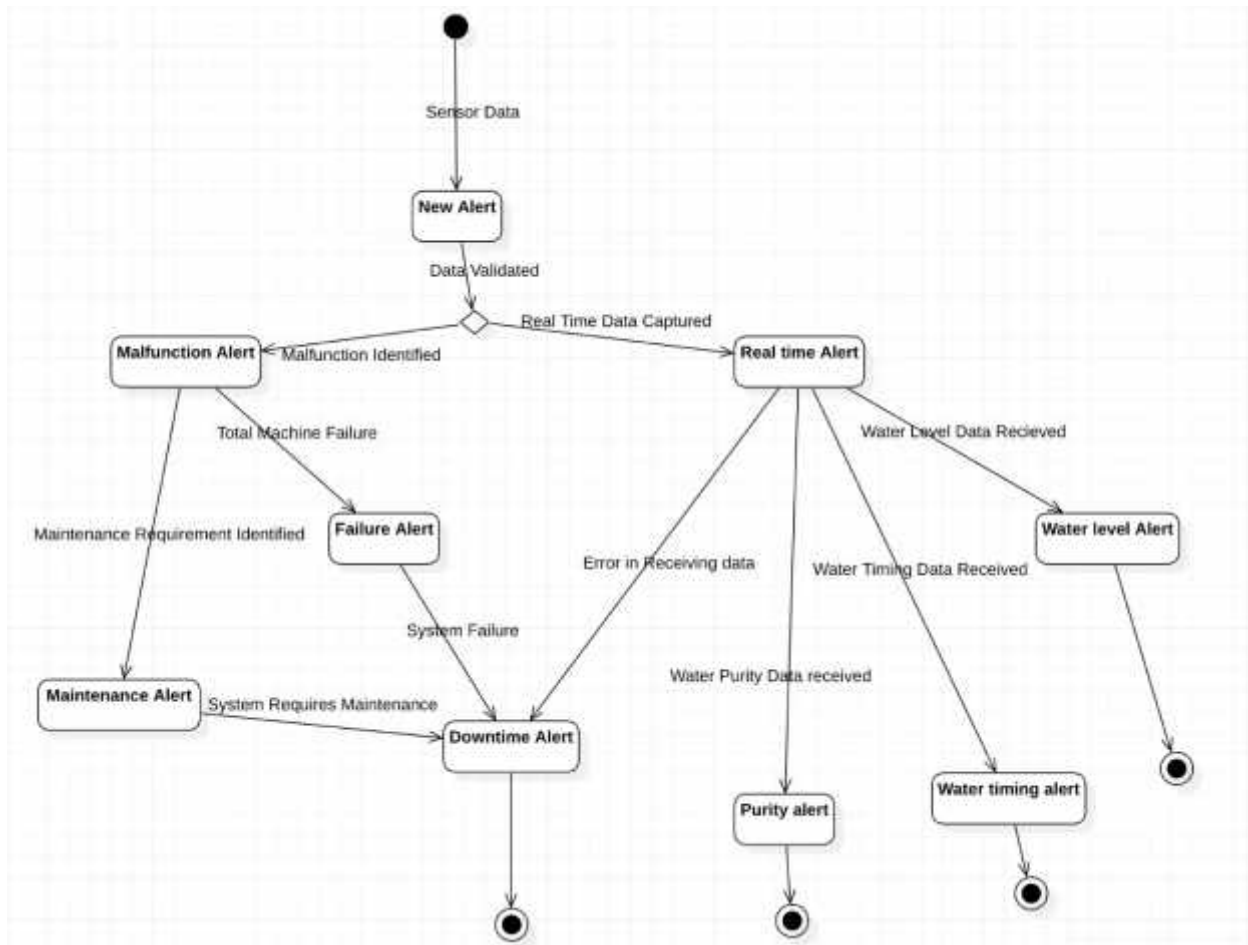 Sensor Data
New Alert
Data Validated
Real Time Data Captured
Malfunction Alert
Malfunction Identified
Real time Alert
Total Machine Failure
Water Level Data Recieved
Maintenance Requirement Identified
Failure Alert
Water level Alert
Error in Receiving data
Water Timing Data Received
System Failure
Water Purity Data received
Maintenance Alert
System Requires Maintenance
Downtime Alert
Water timing alert
Purity alert